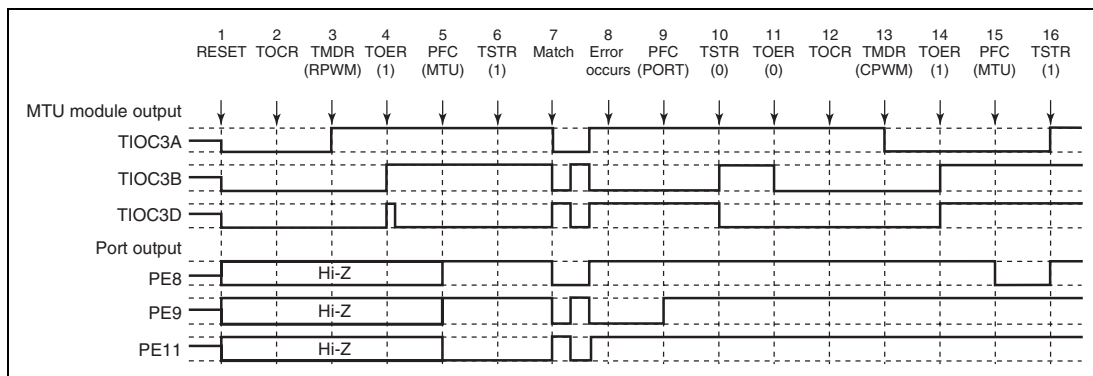 1 2 3 4 5 6 7 8 9 10 11 12 13 14 15 16
RESET TOCR TMDR TOER PFC TSTR Match Error PFC TSTR TOER TOCR TMDR TOER PFC TSTR
(RPWM) (1) (MTU) (1) occurs (PORT) (0) (0) (CPWM) (1) (MTU) (1)
MTU module output
TIOC3A
TIOC3B
TIOC3D
Port output
PE8 Hi-Z
PE9 Hi-Z
PE11 Hi-Z